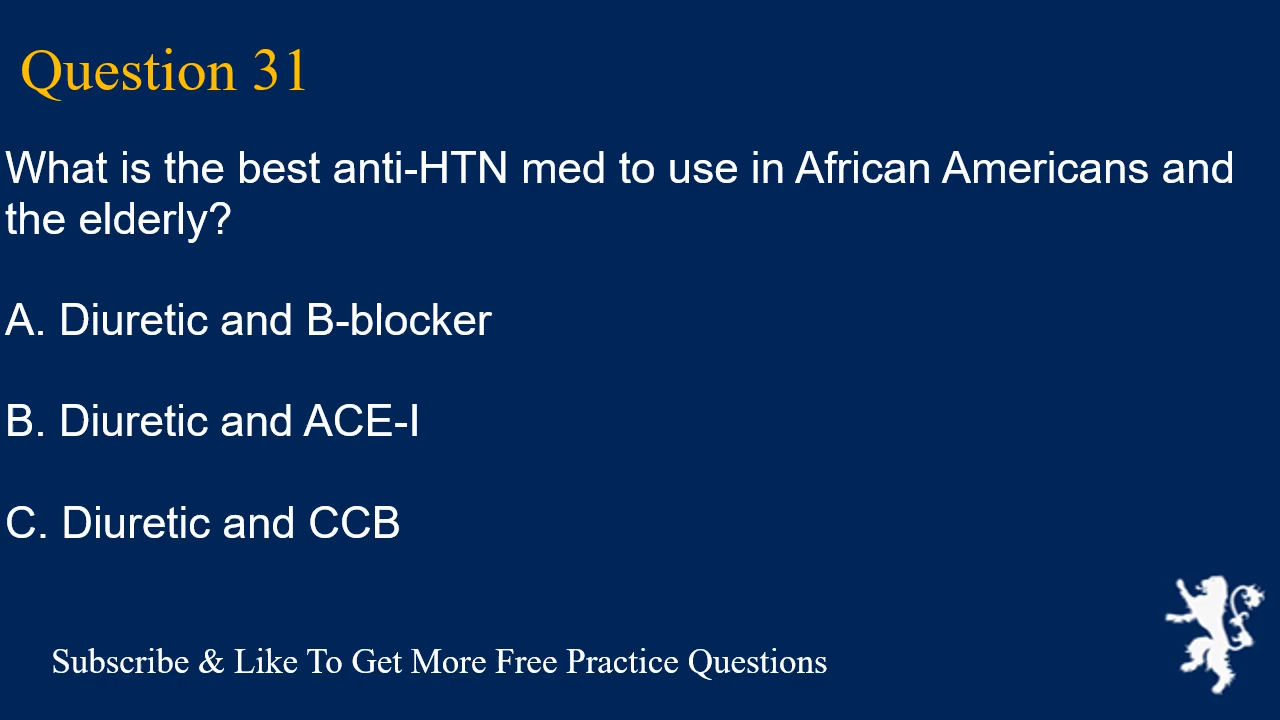 Question 31
What is the best anti-HTN med to use in African Americans and
the elderly?
A. Diuretic and B-blocker
B. Diuretic and ACE-I
C. Diuretic and CCB
Subscribe & Like To Get More Free Practice Questions